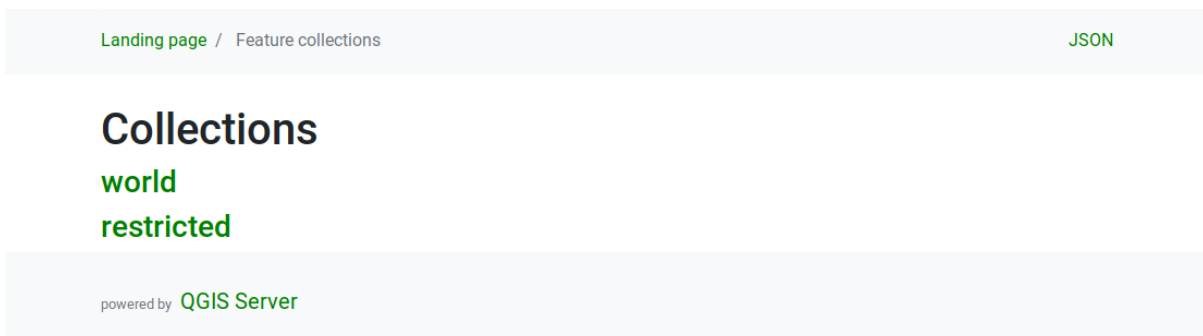 Landing page / Feature collections JSON
Collections
world
restricted
powered by QGIS Server